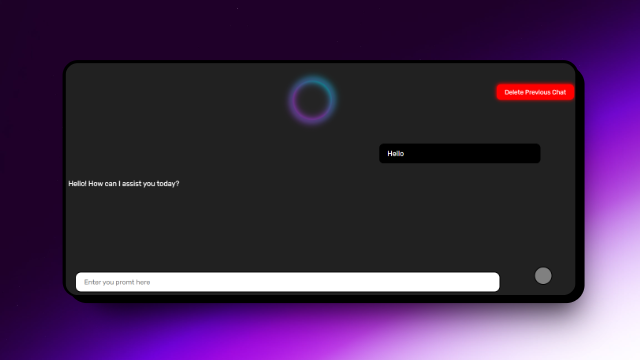 Delete Previous Chat
Hello
Hello! How can I assist you today?
Enter you promt here